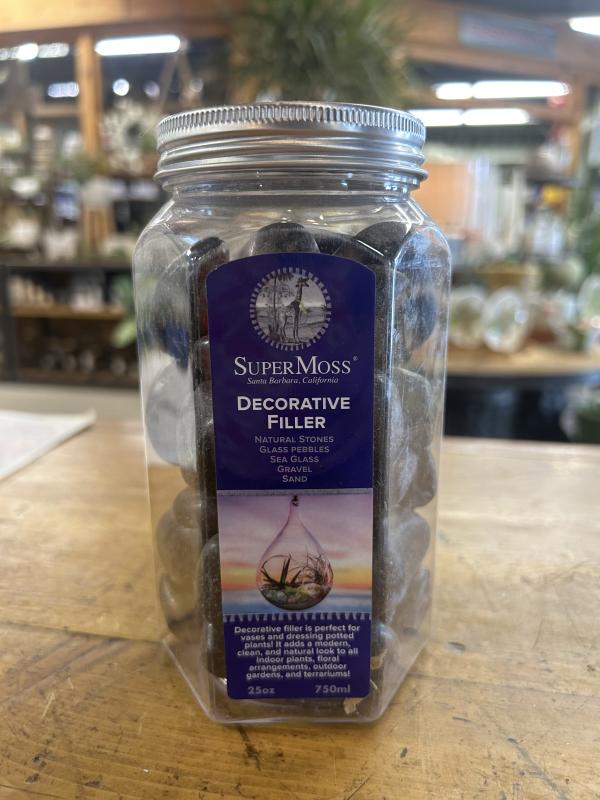 SUPERMOSS®
Santa Barbara, California
DECORATIVE
FILLER
NATURAL STONES
GLASS PEBBLES
SEA GLASS
GRAVEL
SAND
Decorative filler is perfect for
vases and dressing potted
plants! It adds a modern,
clean, and natural look to all
indoor plants, floral
arrangements, outdoor
gardens, and terrariums!
25oz 750ml